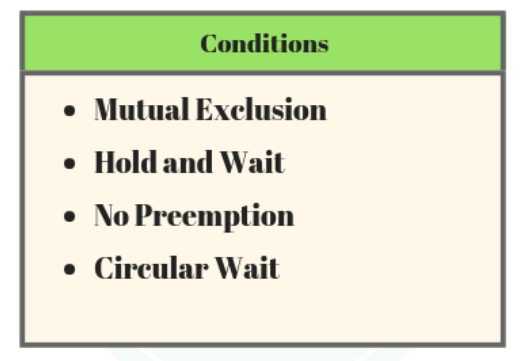 Conditions
• Mutual Exclusion
• Hold and Wait
• No Preemption
• Circular Wait